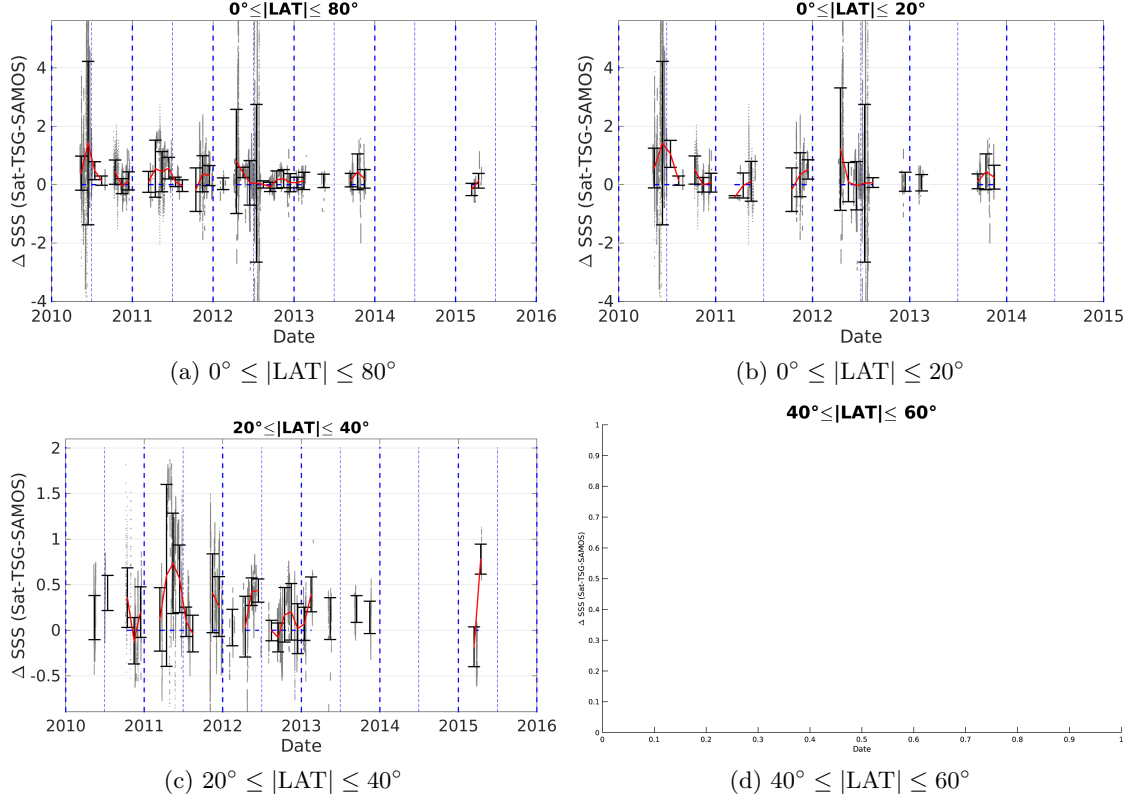 0°≤|LAT|≤ 80°
Δ SSS (Sat-TSG-SAMOS)
4
2
0
-2
-4
2010 2011 2012 2013 2014 2015 2016
Date
(a) 0° ≤ |LAT| ≤ 80°
0°≤|LAT|≤ 20°
Δ SSS (Sat-TSG-SAMOS)
4
2
0
-2
-4
2010 2011 2012 2013 2014 2015
Date
(b) 0° ≤ |LAT| ≤ 20°
20°≤|LAT|≤ 40°
Δ SSS (Sat-TSG-SAMOS)
2
1.5
1
0.5
0
-0.5
2010 2011 2012 2013 2014 2015 2016
Date
(c) 20° ≤ |LAT| ≤ 40°
40°≤|LAT|≤ 60°
Δ SSS (Sat-TSG-SAMOS)
1
0.9
0.8
0.7
0.6
0.5
0.4
0.3
0.2
0.1
0
0 0.1 0.2 0.3 0.4 0.5 0.6 0.7 0.8 0.9 1
Date
(d) 40° ≤ |LAT| ≤ 60°